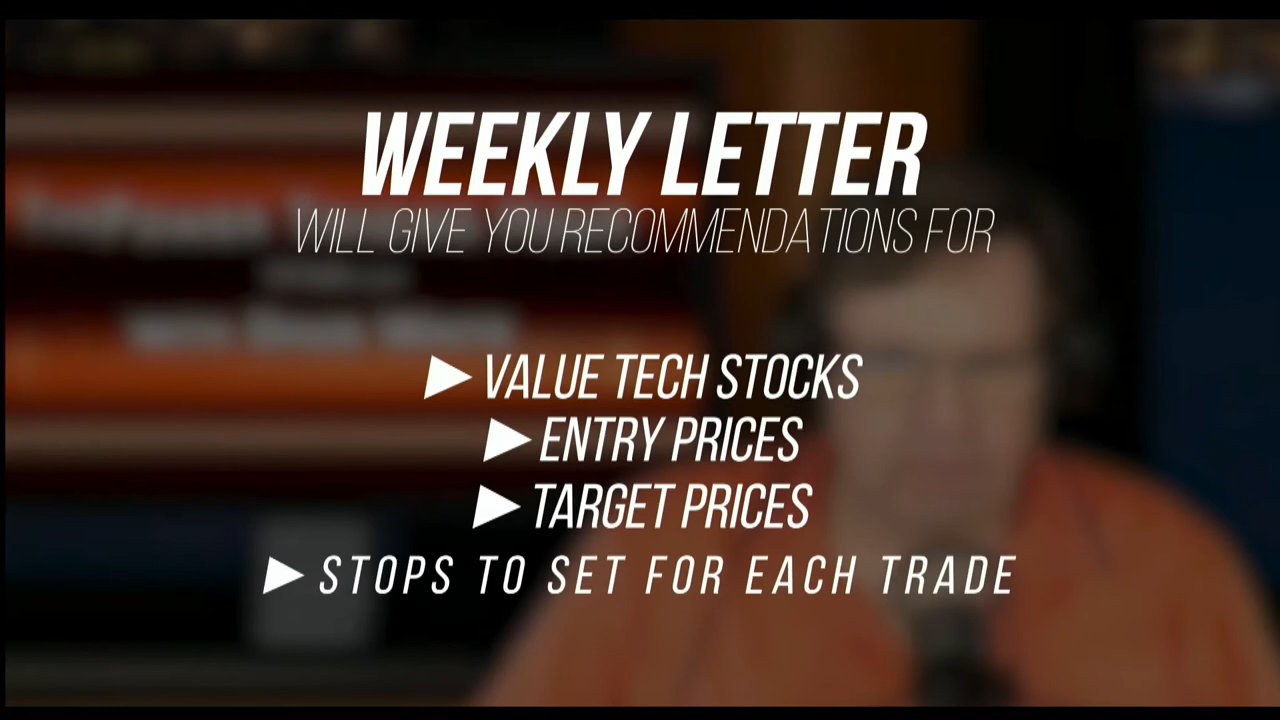 WEEKLY LETTER
WILL GIVE YOU RECOMMENDATIONS FOR
▶ VALUE TECH STOCKS
▶ ENTRY PRICES
▶ TARGET PRICES
▶ STOPS TO SET FOR EACH TRADE